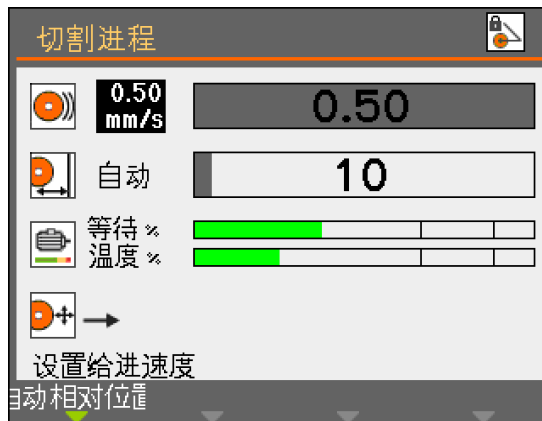 切割进程
0.50
mm/s
0.50
自动
10
等待 %
温度 %
设置给进速度
自动相对位置